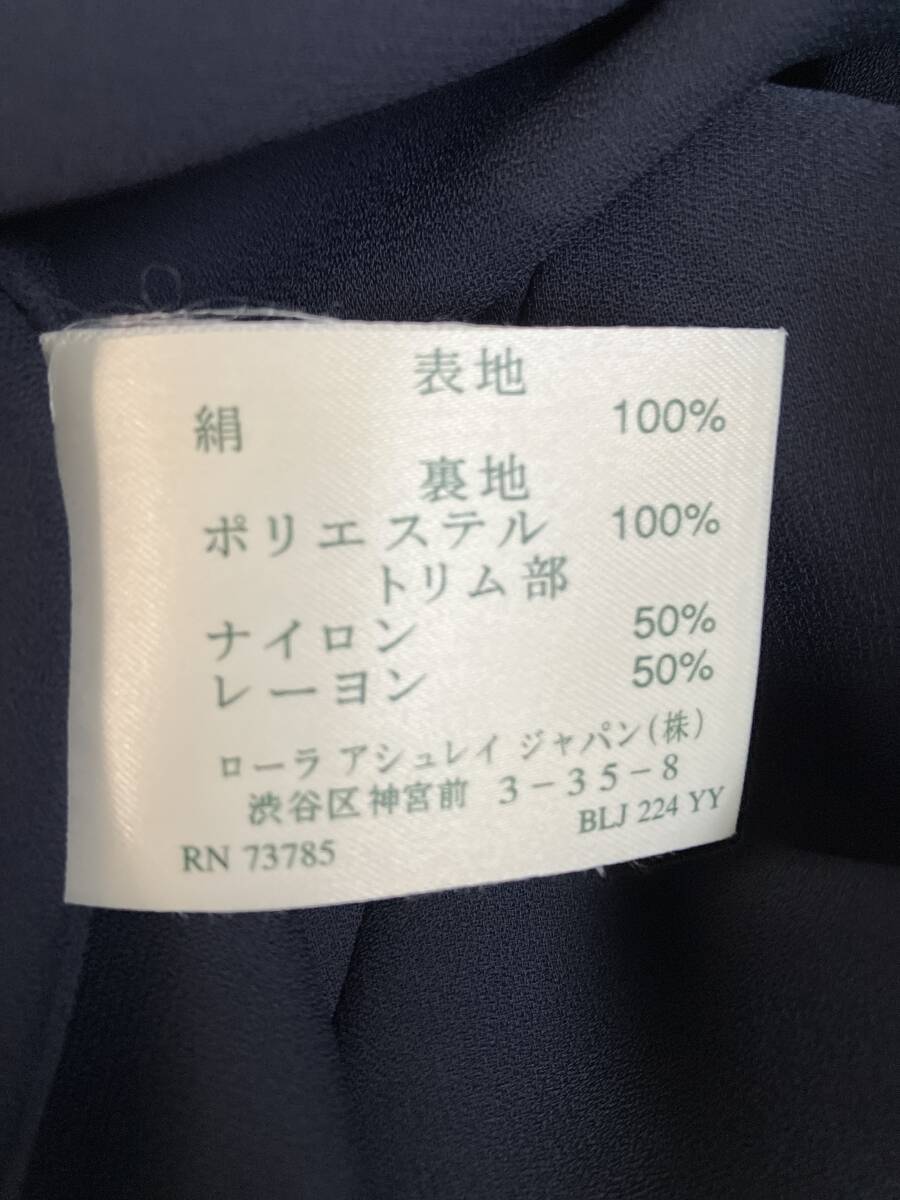 表地
絹 100%
裏地
ポリエステル 100%
トリム部
ナイロン 50%
レーヨン 50%
ローラ アシュレイ ジャパン(株)
渋谷区神宮前 3-35-8
RN 73785 BLJ 224 YY